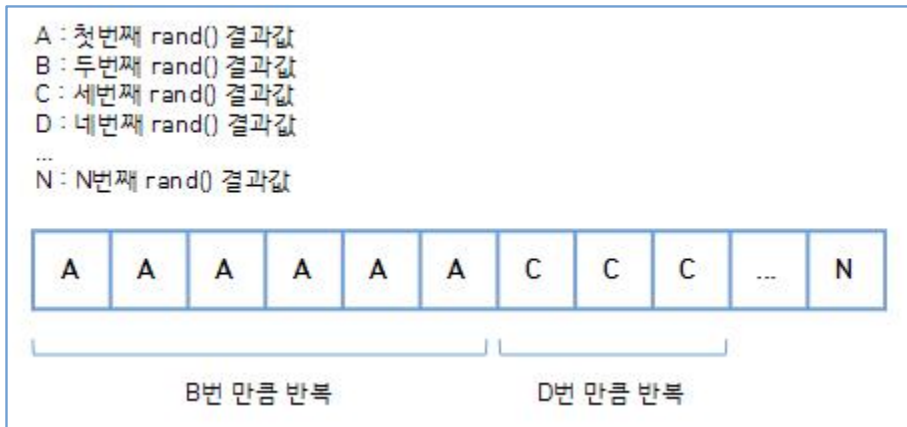 A : 첫번째 rand() 결과값
B : 두번째 rand() 결과값
C : 세번째 rand() 결과값
D : 네번째 rand() 결과값
...
N : N번째 rand() 결과값
A A A A A A C C C ... N
B번 만큼 반복 D번 만큼 반복